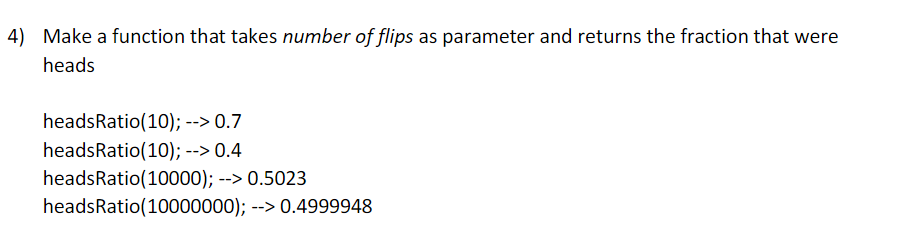 4) Make a function that takes number of flips as parameter and returns the fraction that were
heads
headsRatio(10); --> 0.7
headsRatio(10); --> 0.4
headsRatio(10000); --> 0.5023
headsRatio(10000000); --> 0.4999948